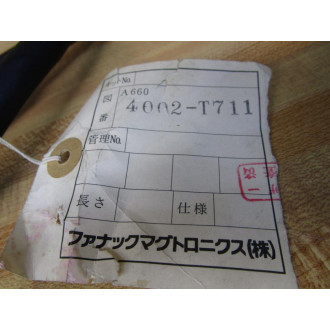 図番 A660
4002-T711
管理No.
長さ 仕様
ファナックマグトロニクス(株)